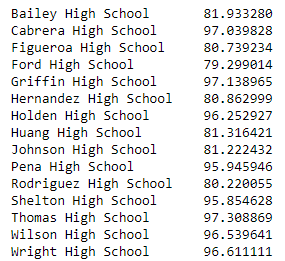 Bailey High School 81.933280
Cabrera High School 97.039828
Figueroa High School 80.739234
Ford High School 79.299014
Griffin High School 97.138965
Hernandez High School 80.862999
Holden High School 96.252927
Huang High School 81.316421
Johnson High School 81.222432
Pena High School 95.945946
Rodriguez High School 80.220055
Shelton High School 95.854628
Thomas High School 97.308869
Wilson High School 96.539641
Wright High School 96.611111